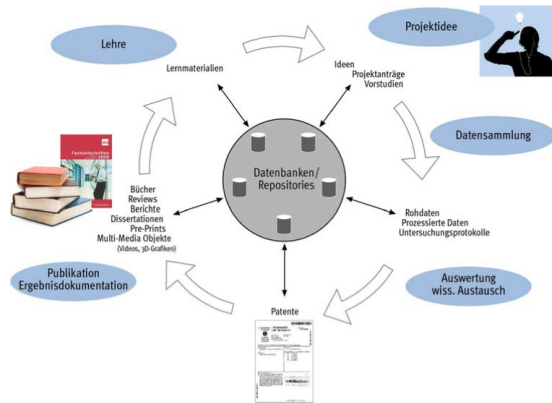 Lehre
Projektidee
Lernmaterialien
Ideen
Projektanträge
Vorstudien
Datensammlung
Datenbanken/
Repositories
Bücher
Reviews
Berichte
Dissertationen
Pre-Prints
Multi-Media Objekte
(Videos, 3D-Grafiken)
Rohdaten
Prozessierte Daten
Untersuchungsprotokolle
Publikation
Ergebnisdokumentation
Auswertung
wiss. Austausch
Patente